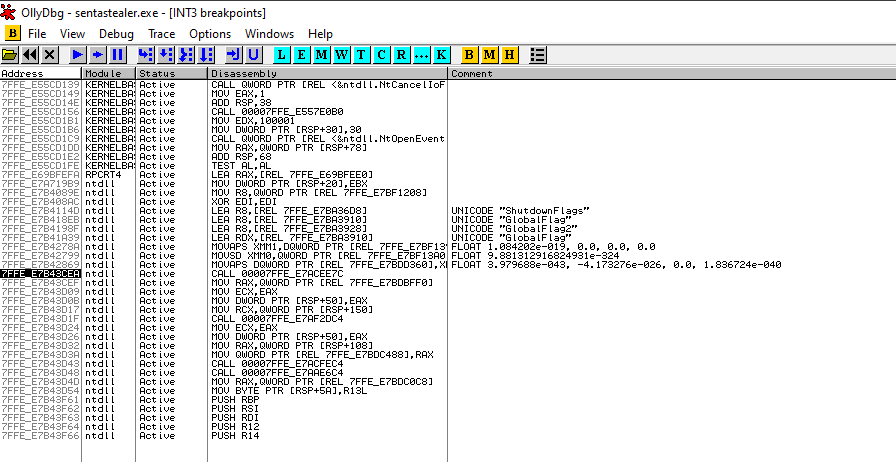 OllyDbg - sentastealer.exe - [INT3 breakpoints]
B File View Debug Trace Options Windows Help
L E M W T C R ... K B M H
Address Module Status Disassembly Comment
7FFE_E55CD139 KERNELBAS Active CALL QWORD PTR [REL <&ntdll.NtCancelIoF
7FFE_E55CD149 KERNELBAS Active MOV EAX,1
7FFE_E55CD14E KERNELBAS Active ADD RSP,38
7FFE_E55CD156 KERNELBAS Active CALL 00007FFE_E557E0B0
7FFE_E55CD1B1 KERNELBAS Active MOV EDX,100001
7FFE_E55CD1B6 KERNELBAS Active MOV DWORD PTR [RSP+30],30
7FFE_E55CD1C9 KERNELBAS Active CALL QWORD PTR [REL <&ntdll.NtOpenEvent
7FFE_E55CD1DD KERNELBAS Active MOV RAX,QWORD PTR [RSP+78]
7FFE_E55CD1E2 KERNELBAS Active ADD RSP,68
7FFE_E55CD1FE KERNELBAS Active TEST AL,AL
7FFE_E69BFEFA RPCRT4 Active LEA RAX,[REL 7FFE_E69BFEE0]
7FFE_E7A719B9 ntdll Active MOV DWORD PTR [RSP+20],EBX
7FFE_E7B4089E ntdll Active MOV R8,QWORD PTR [REL 7FFE_E7BF1208]
7FFE_E7B408AC ntdll Active XOR EDI,EDI
7FFE_E7B4114D ntdll Active LEA R8,[REL 7FFE_E7BA36D8] UNICODE "ShutdownFlags"
7FFE_E7B418EB ntdll Active LEA R8,[REL 7FFE_E7BA3910] UNICODE "GlobalFlag"
7FFE_E7B4198F ntdll Active LEA R8,[REL 7FFE_E7BA3928] UNICODE "GlobalFlag2"
7FFE_E7B41A39 ntdll Active LEA RDX,[REL 7FFE_E7BA3910] UNICODE "GlobalFlag"
7FFE_E7B4278A ntdll Active MOVAPS XMM1,DQWORD PTR [REL 7FFE_E7BF139 FLOAT 1.084202e-019, 0.0, 0.0, 0.0
7FFE_E7B42799 ntdll Active MOVSD XMM0,QWORD PTR [REL 7FFE_E7BF13A0 FLOAT 9.881312916824931e-324
7FFE_E7B42969 ntdll Active MOVAPS DQWORD PTR [REL 7FFE_E7BDD360],X FLOAT 3.979688e-043, -4.173276e-026, 0.0, 1.836724e-040
7FFE_E7B43CEA ntdll Active CALL 00007FFE_E7ACEE7C
7FFE_E7B43CEF ntdll Active MOV RAX,QWORD PTR [REL 7FFE_E7BDBFF0]
7FFE_E7B43D09 ntdll Active MOV ECX,EAX
7FFE_E7B43D0B ntdll Active MOV DWORD PTR [RSP+50],EAX
7FFE_E7B43D17 ntdll Active MOV RCX,QWORD PTR [RSP+150]
7FFE_E7B43D1F ntdll Active CALL 00007FFE_E7AF2DC4
7FFE_E7B43D24 ntdll Active MOV ECX,EAX
7FFE_E7B43D26 ntdll Active MOV DWORD PTR [RSP+50],EAX
7FFE_E7B43D32 ntdll Active MOV RAX,QWORD PTR [RSP+108]
7FFE_E7B43D3A ntdll Active MOV QWORD PTR [REL 7FFE_E7BDC488],RAX
7FFE_E7B43D43 ntdll Active CALL 00007FFE_E7ACFEC4
7FFE_E7B43D48 ntdll Active CALL 00007FFE_E7AAE6C4
7FFE_E7B43D4D ntdll Active MOV RAX,QWORD PTR [REL 7FFE_E7BDC0C8]
7FFE_E7B43D54 ntdll Active MOV BYTE PTR [RSP+5A],R13L
7FFE_E7B43F61 ntdll Active PUSH RBP
7FFE_E7B43F62 ntdll Active PUSH RSI
7FFE_E7B43F63 ntdll Active PUSH RDI
7FFE_E7B43F64 ntdll Active PUSH R12
7FFE_E7B43F66 ntdll Active PUSH R14